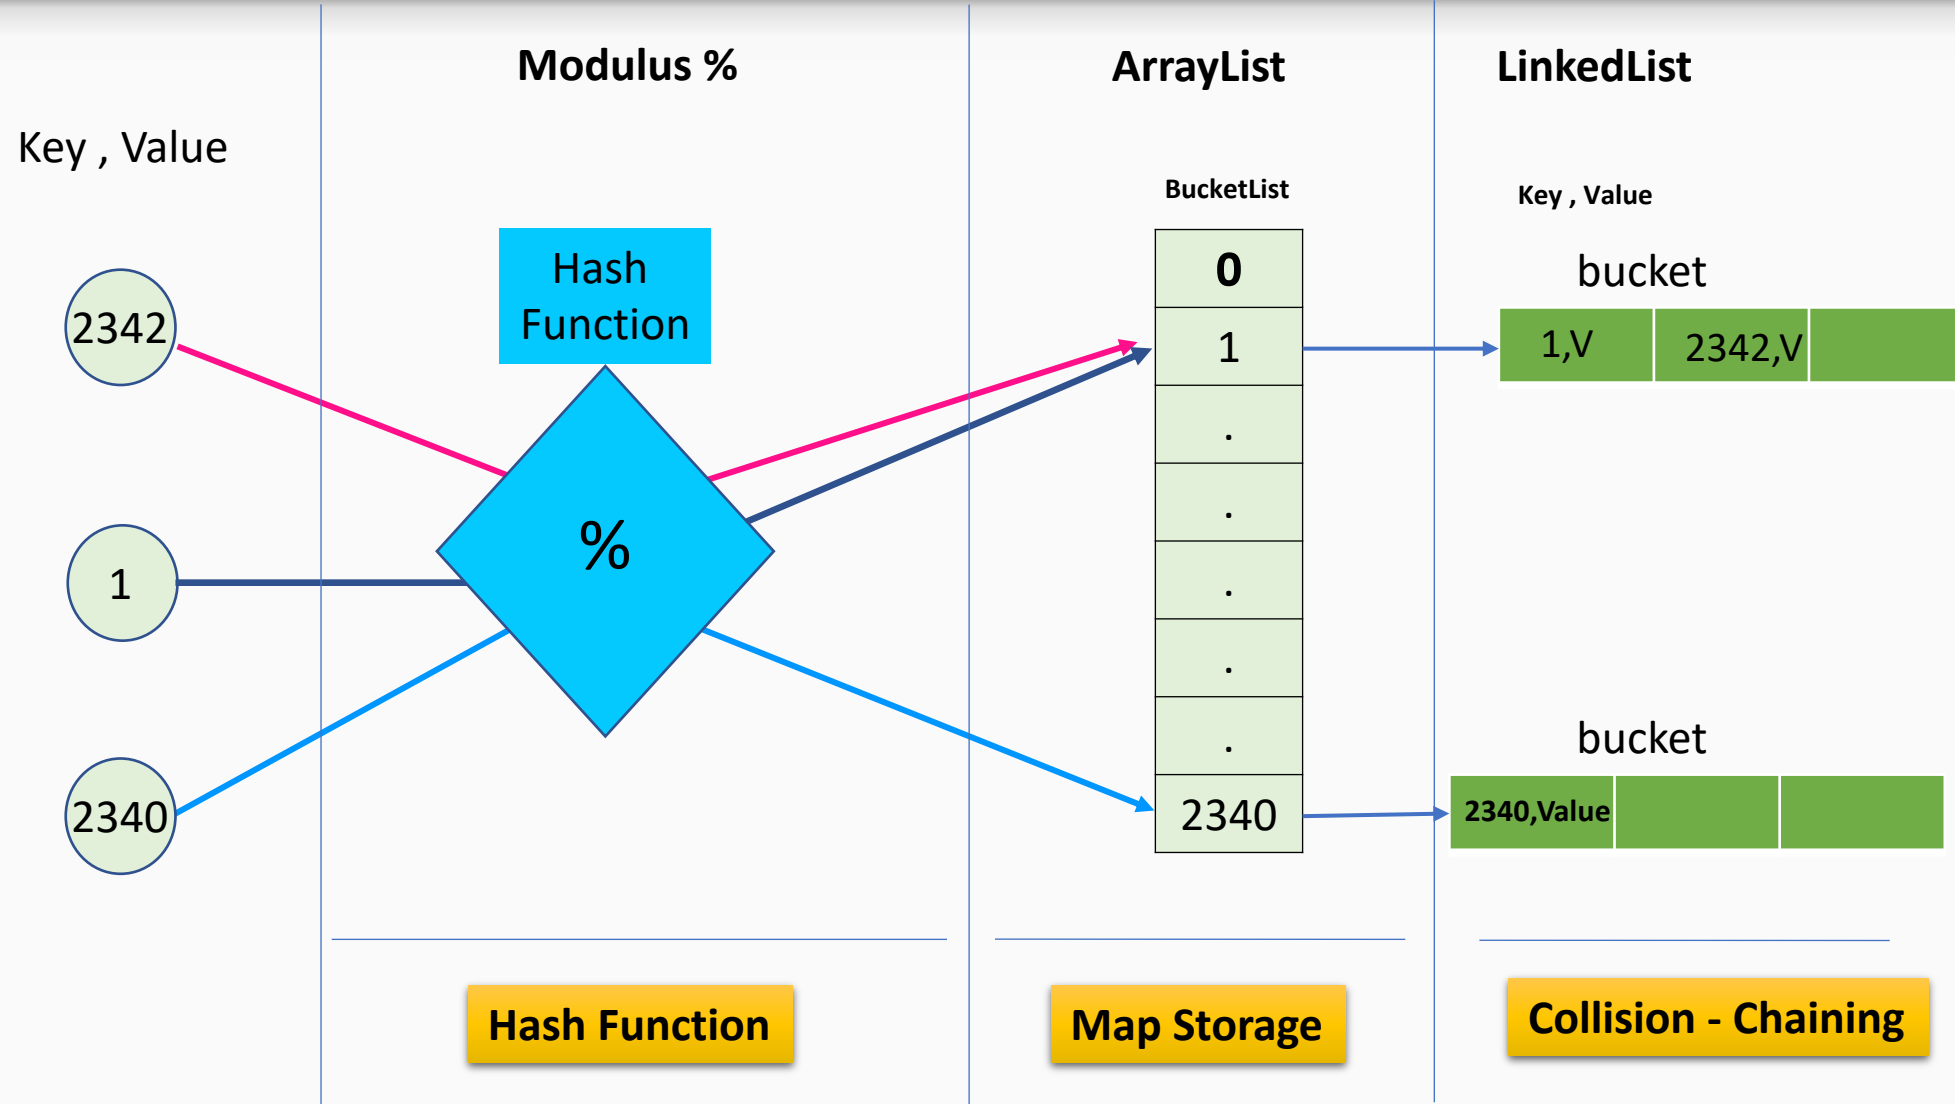 Modulus %
ArrayList
LinkedList
Key , Value
BucketList
Key , Value
Hash
Function
%
2342
1
2340
0
1
.
.
.
.
.
2340
bucket
1,V
2342,V
bucket
2340,Value
Hash Function
Map Storage
Collision - Chaining